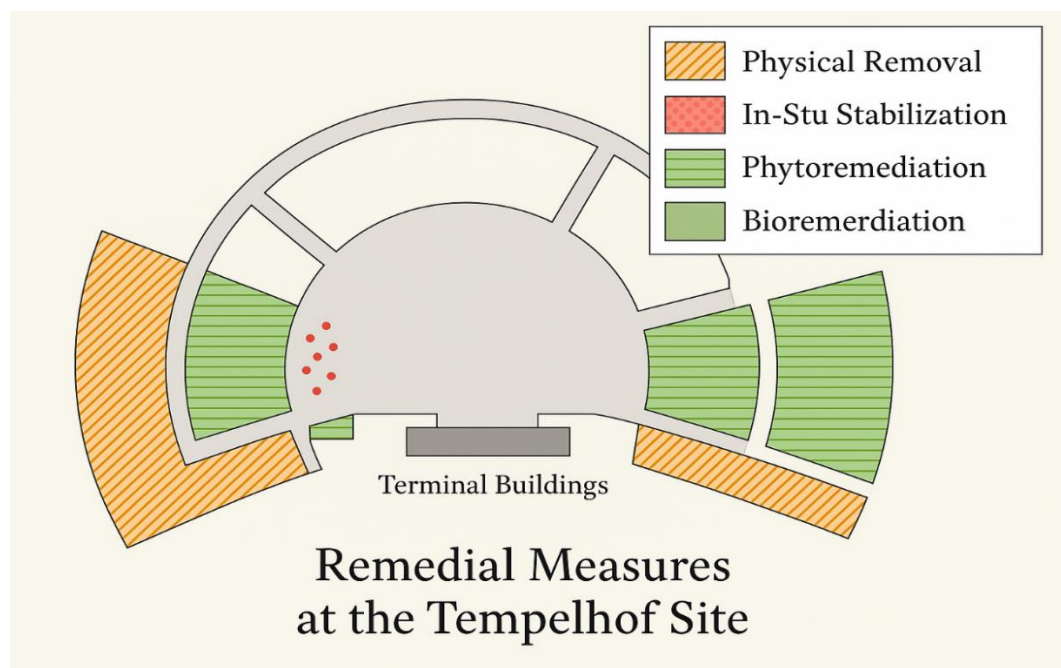 Physical Removal
In-Stu Stabilization
Phytoremediation
Bioremerdiation
Terminal Buildings
Remedial Measures
at the Tempelhof Site